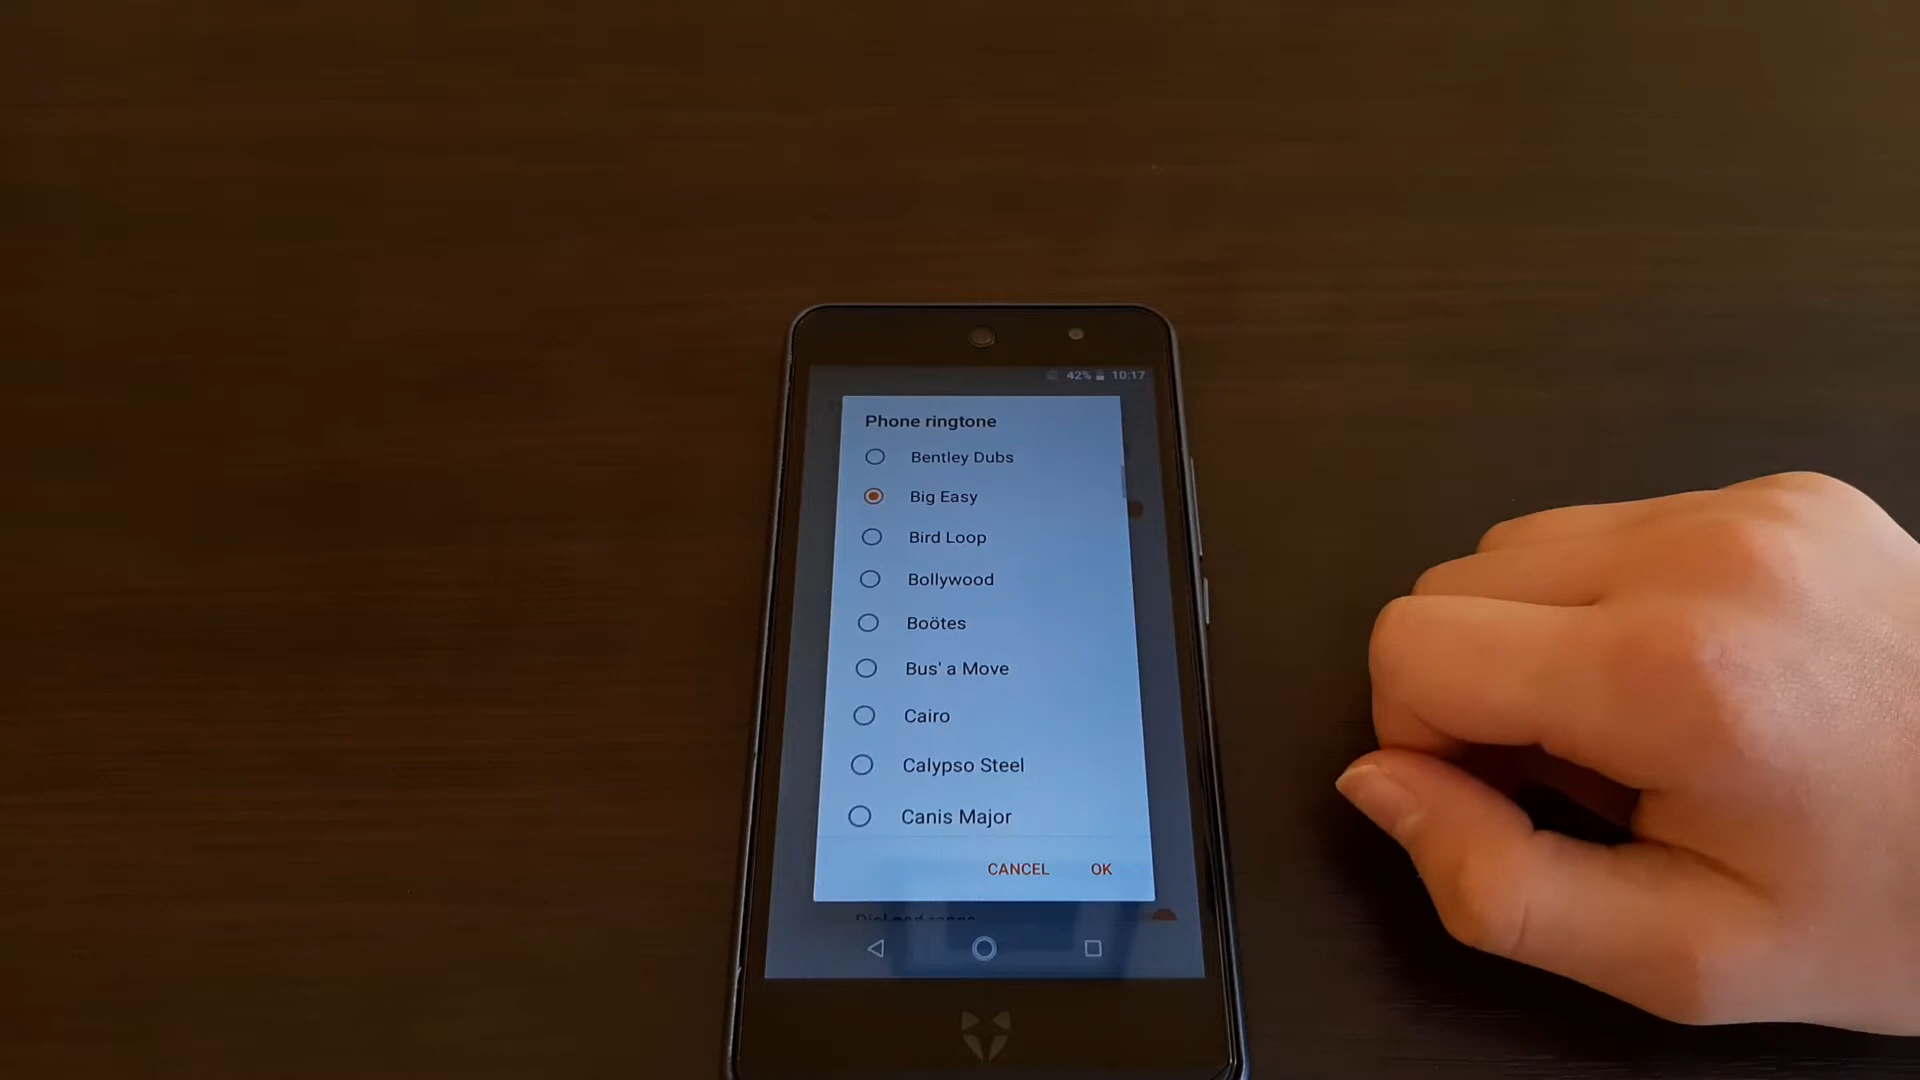 42% 10:17
Phone ringtone
Bentley Dubs
Big Easy
Bird Loop
Bollywood
Boötes
Bus' a Move
Cairo
Calypso Steel
Canis Major
CANCEL OK